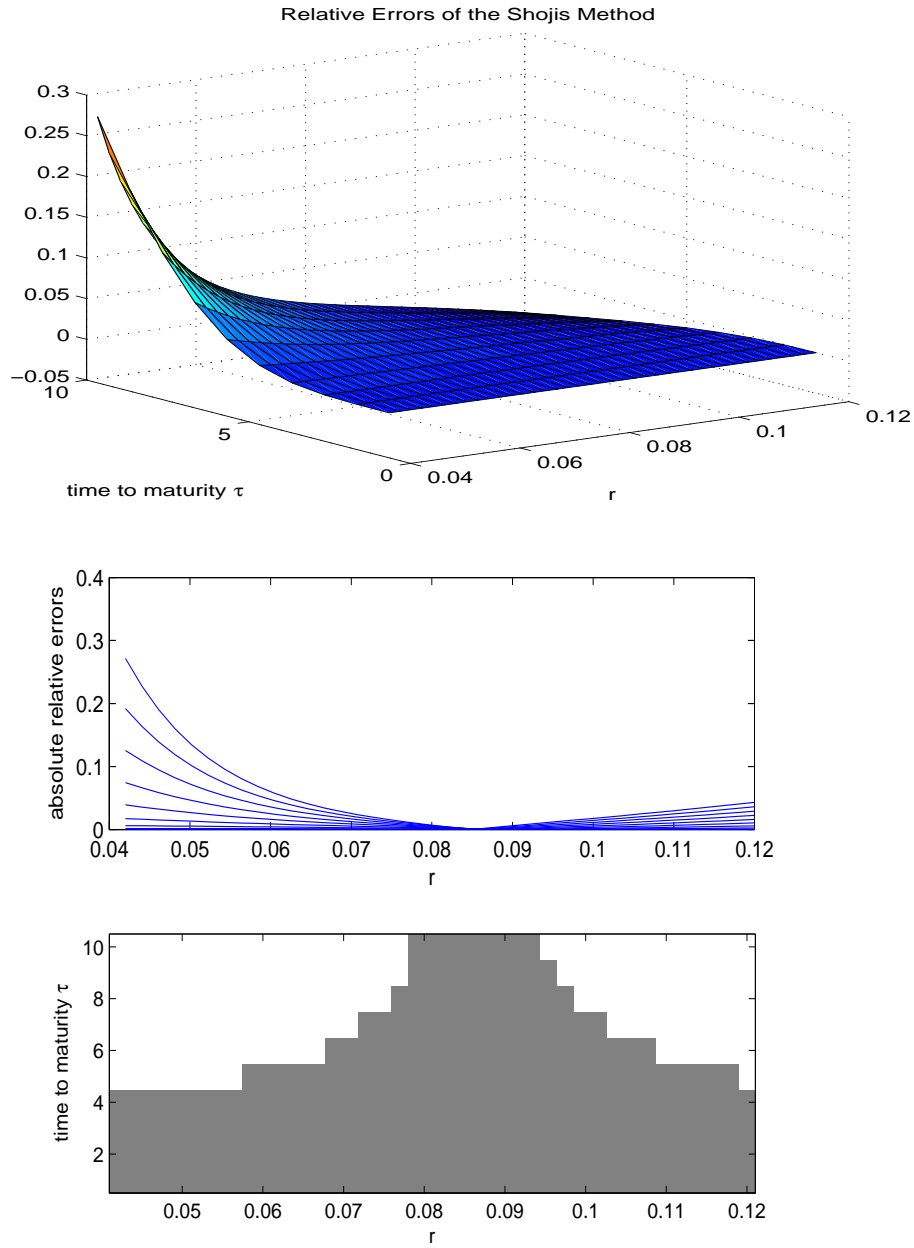 Relative Errors of the Shojis Method
0.3
0.25
0.2
0.15
0.1
0.05
0
−0.05
10
5
0
0.04
0.06
0.08
0.1
0.12
time to maturity τ
r
0.4
0.3
0.2
0.1
0
absolute relative errors
0.04 0.05 0.06 0.07 0.08 0.09 0.1 0.11 0.12
r
10
8
6
4
2
time to maturity τ
0.05 0.06 0.07 0.08 0.09 0.1 0.11 0.12
r